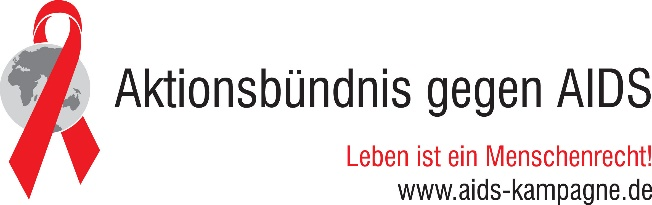 Aktionsbündnis gegen AIDS
Leben ist ein Menschenrecht!
www.aids-kampagne.de